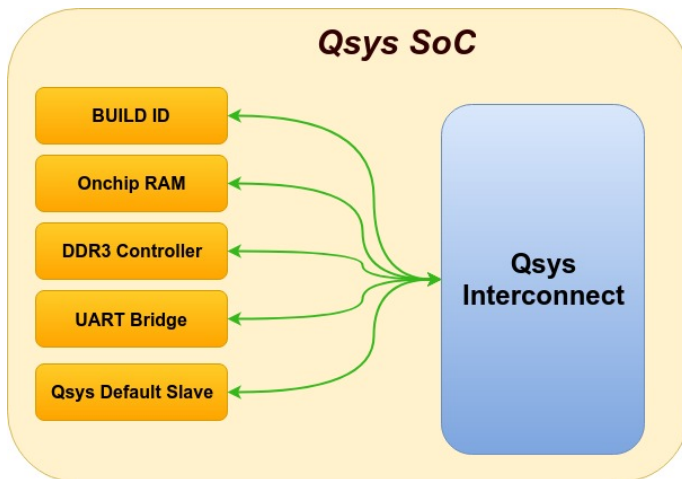 Qsys SoC
BUILD ID
Onchip RAM
DDR3 Controller
UART Bridge
Qsys Default Slave
Qsys
Interconnect